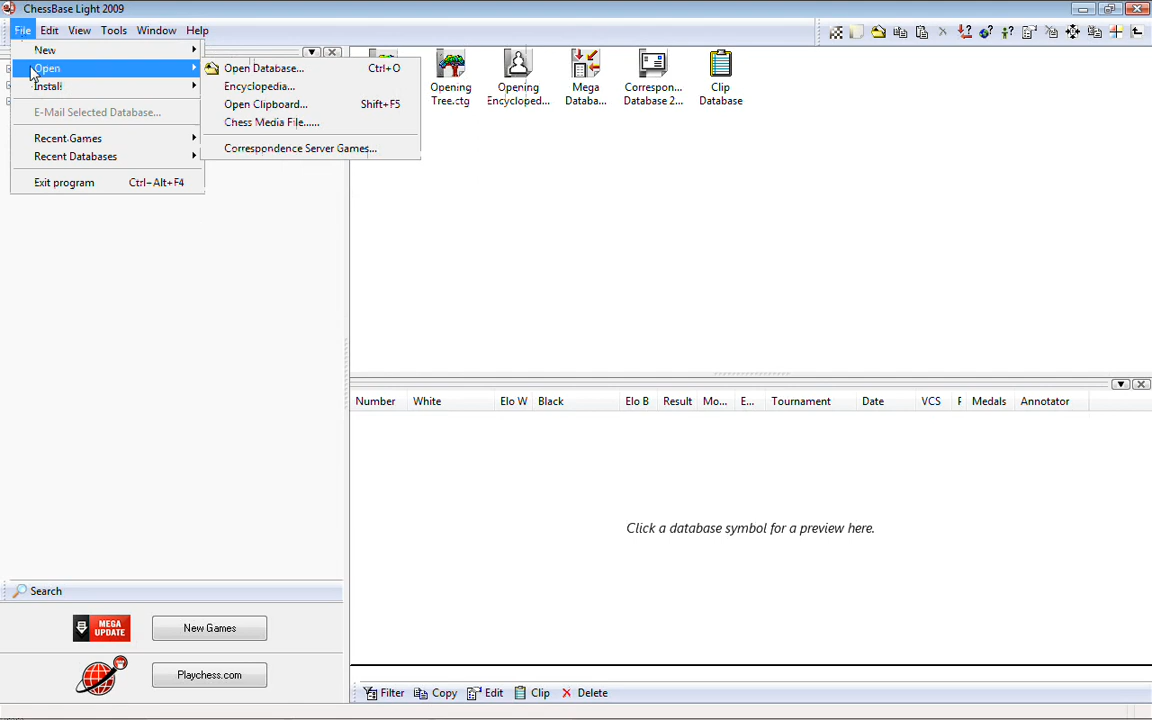 ChessBase Light 2009
File Edit View Tools Window Help
New
Open
Install
E-Mail Selected Database...
Recent Games
Recent Databases
Exit program Ctrl-Alt+F4
Open Database... Ctrl+O
Encyclopedia...
Open Clipboard... Shift+F5
Chess Media File......
Correspondence Server Games...
Opening
Tree.ctg
Opening
Encycloped...
Mega
Databa...
Correspon...
Database 2...
Clip
Database
Number White Elo W Black Elo B Result Mo... E... Tournament Date VCS F Medals Annotator
Click a database symbol for a preview here.
Search
MEGA
UPDATE
New Games
Playchess.com
Filter Copy Edit Clip Delete